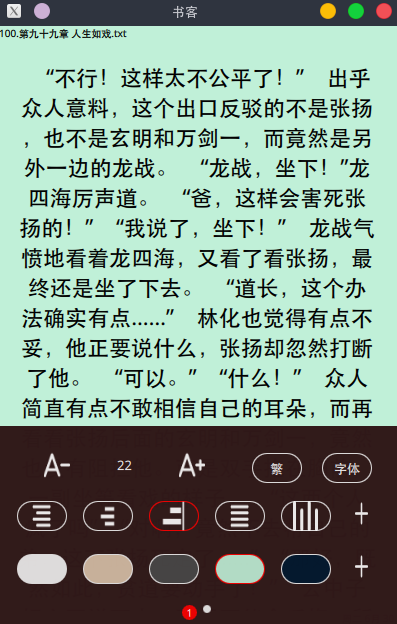 书客
100.第九十九章 人生如戏.txt
“不行！这样太不公平了！” 出乎
众人意料，这个出口反驳的不是张扬
，也不是玄明和万剑一，而竟然是另
外一边的龙战。 “龙战，坐下！”龙
四海厉声道。 “爸，这样会害死张
扬的！” “我说了，坐下！” 龙战气
愤地看着龙四海，又看了看张扬，最
终还是坐了下去。 “道长，这个办
法确实有点……” 林化也觉得有点不
妥，他正要说什么，张扬却忽然打断
了他。 “可以。” “什么！” 众人
简直有点不敢相信自己的耳朵，而再
A- 22 A+ 繁 字体
+
+
1